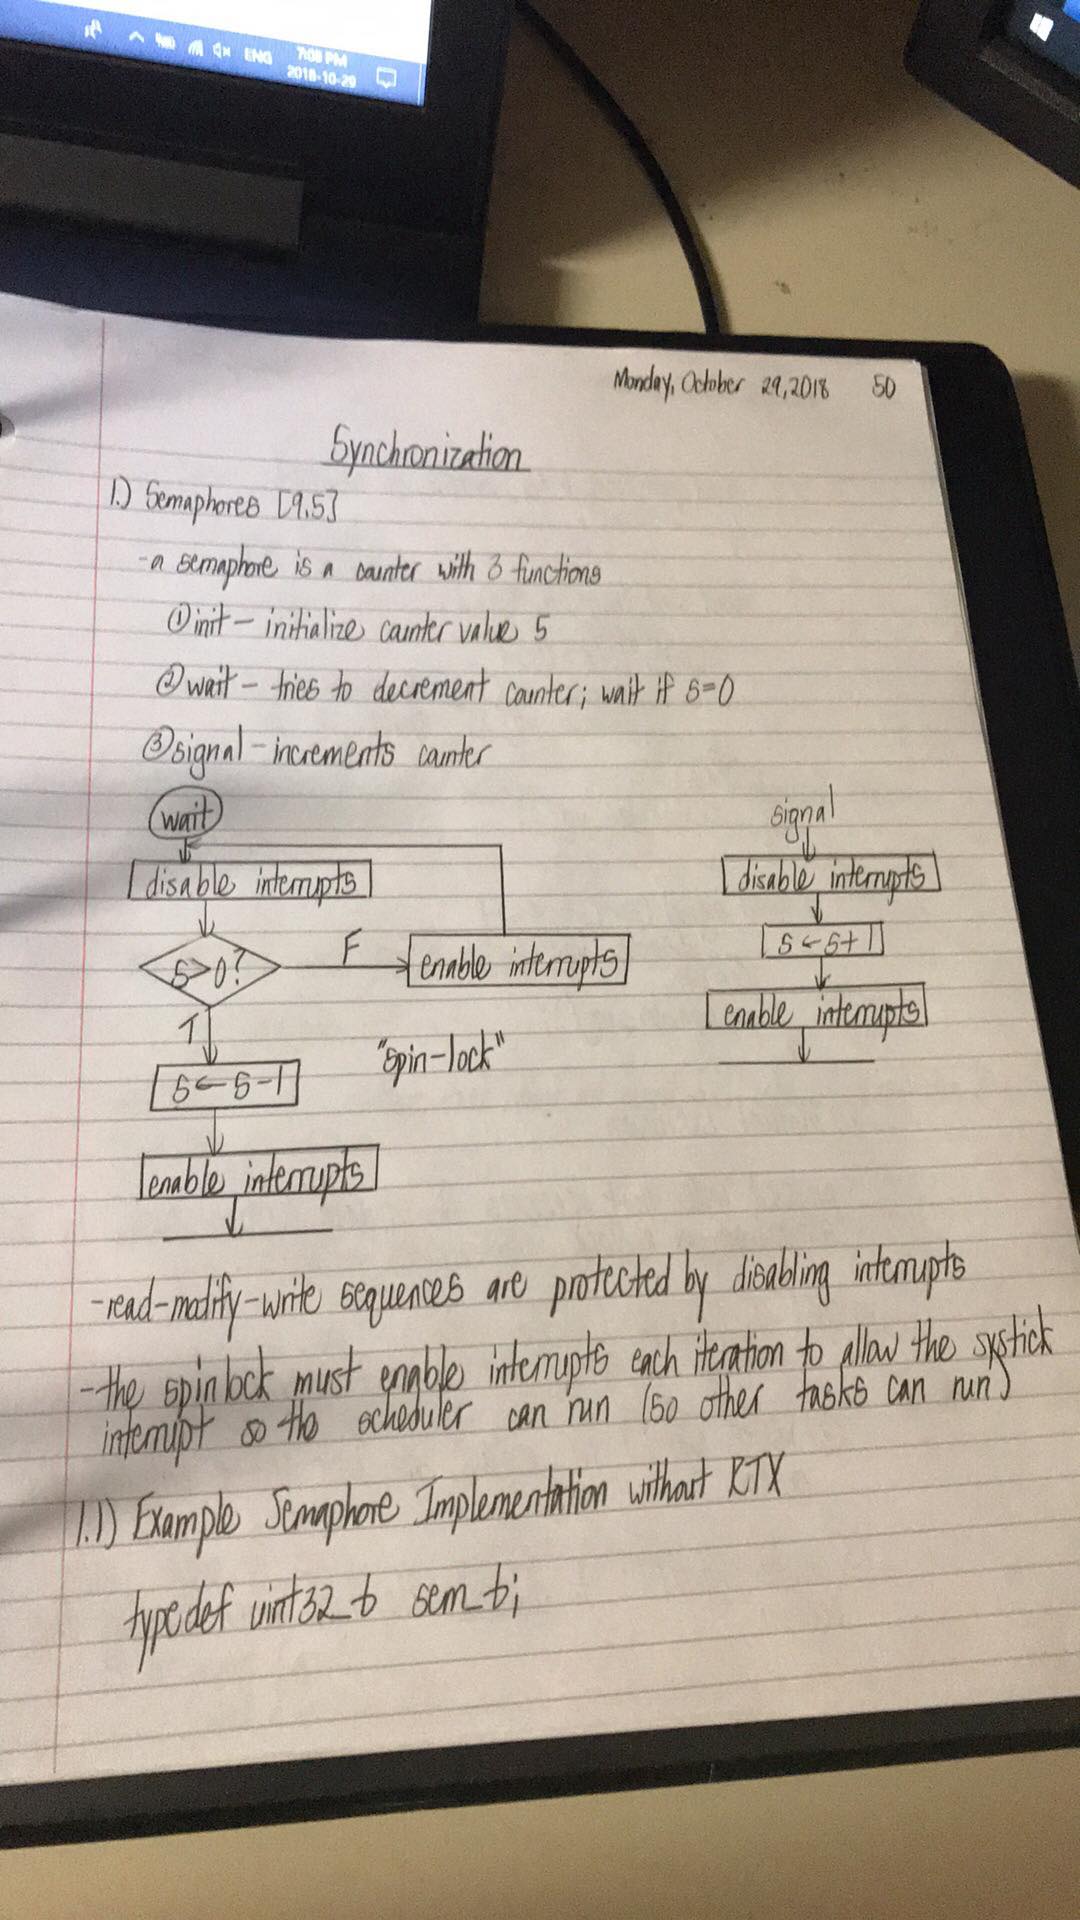 ENG
7:08 PM
2018-10-29
Monday, October 29, 2018 50
Synchronization
1.) Semaphores [9.5]
-a semaphore is a counter with 3 functions
① init - initialize counter value s
② wait - tries to decrement counter; wait if s=0
③ signal - increments counter
wait
signal
disable interrupts
disable interrupts
s>0?
F
enable interrupts
s ← s+1
T
enable interrupts
"spin-lock"
s ← s-1
enable interrupts
-read-modify-write sequences are protected by disabling interrupts
-the spinlock must enable interrupts each iteration to allow the systick
interrupt so the scheduler can run (so other tasks can run)
1.1) Example Semaphore Implementation without RTX
typedef uint32_t sem_t;